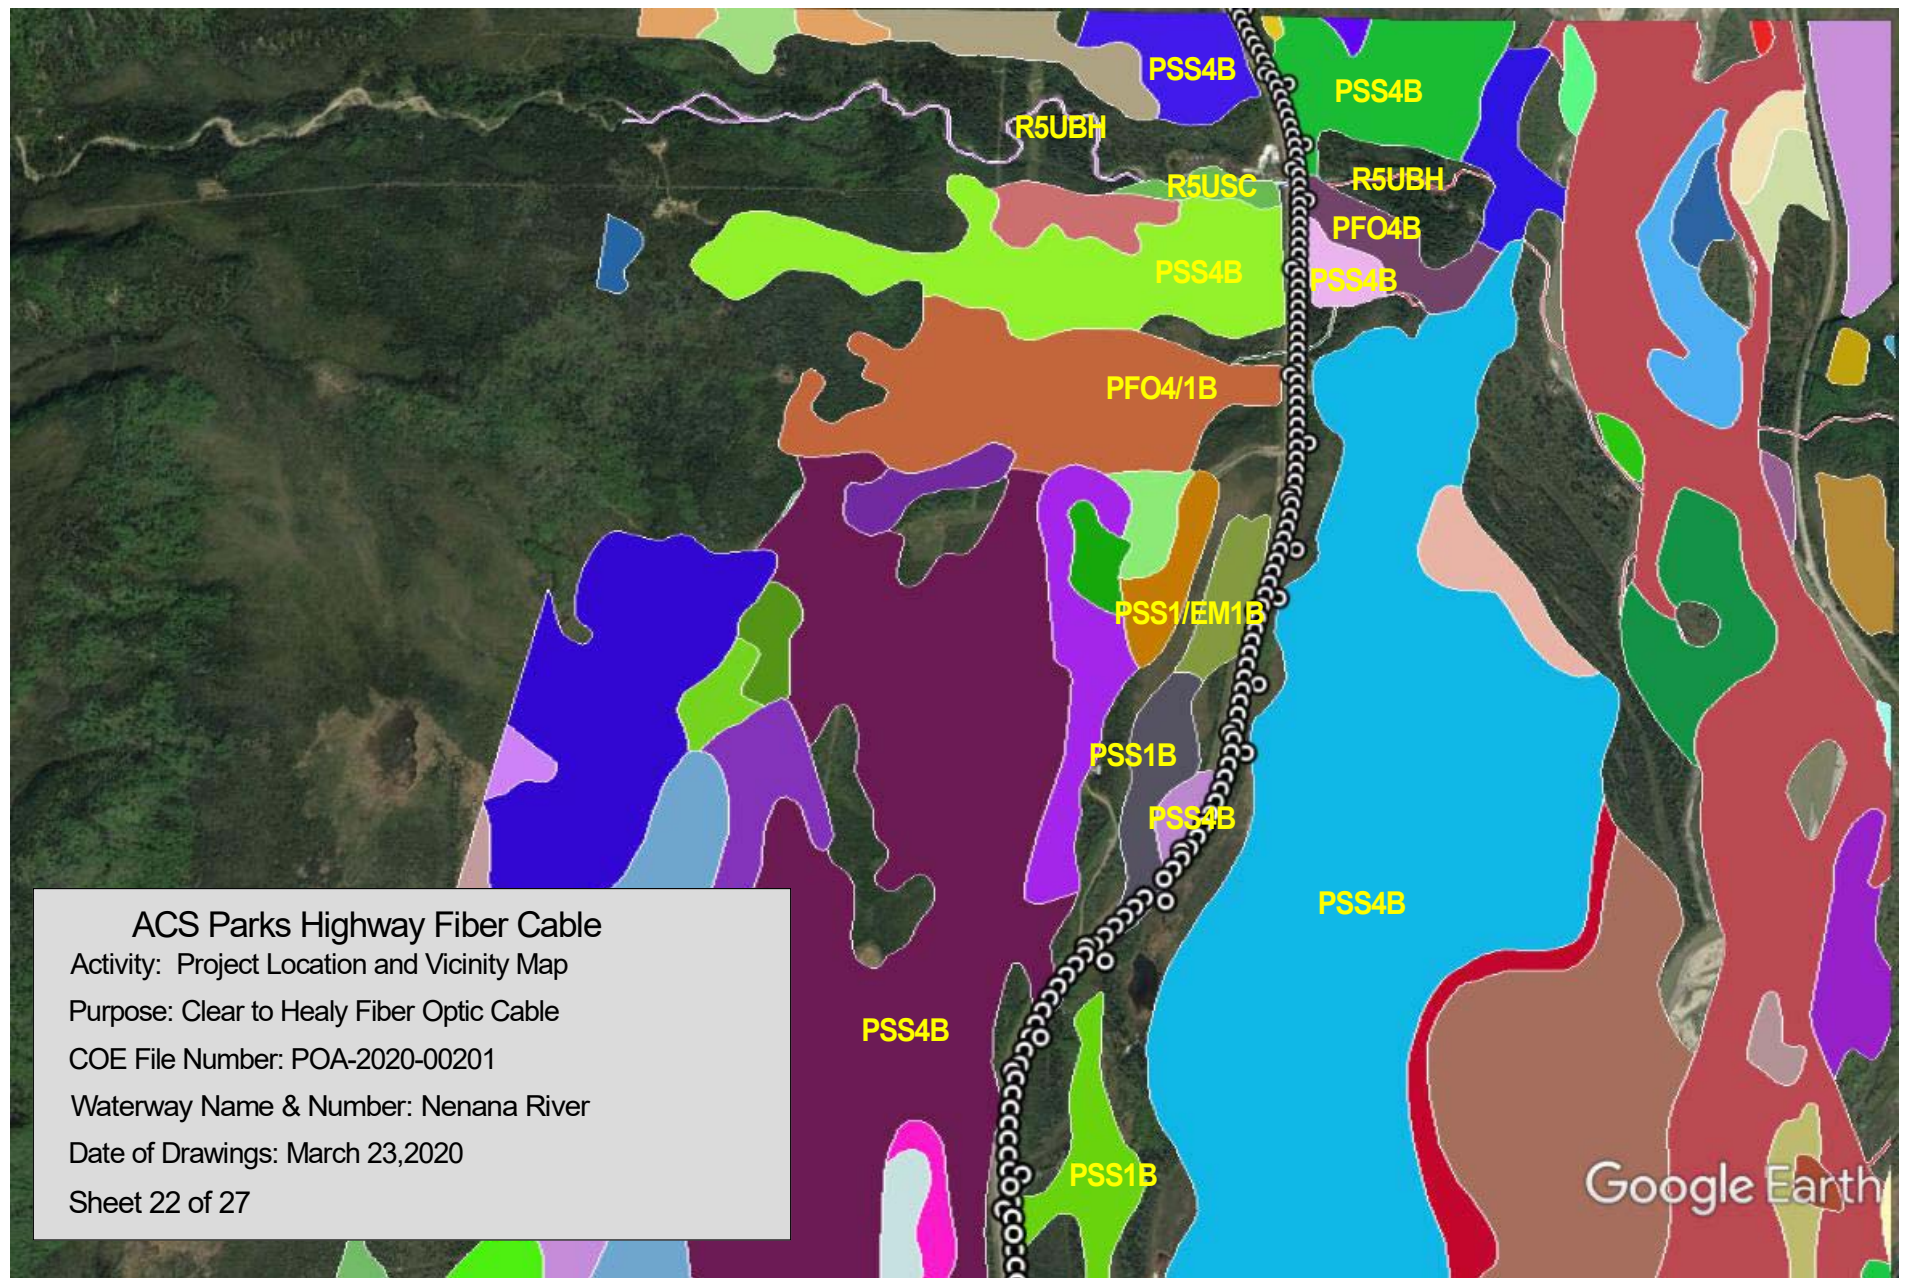 PSS4B
PSS4B
R5UBH
R5USC
R5UBH
PFO4B
PSS4B
PSS4B
PFO4/1B
PSS1/EM1B
PSS1B
PSS4B
PSS4B
PSS4B
PSS1B
ACS Parks Highway Fiber Cable
Activity: Project Location and Vicinity Map
Purpose: Clear to Healy Fiber Optic Cable
COE File Number: POA-2020-00201
Waterway Name & Number: Nenana River
Date of Drawings: March 23,2020
Sheet 22 of 27
Google Earth